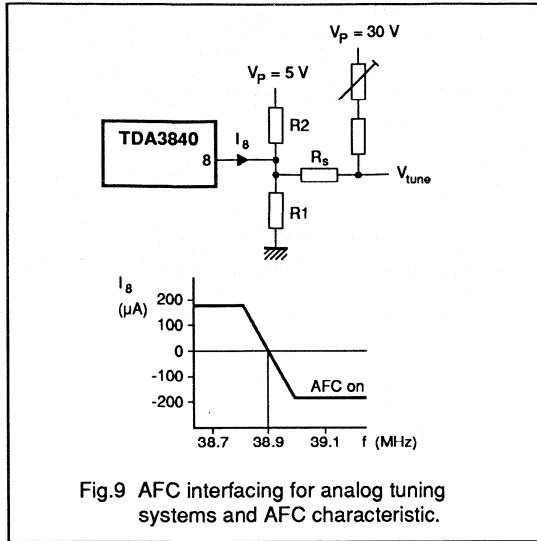 V_P = 30 V
V_P = 5 V
TDA3840
8
I_8
R2
R_s
V_tune
R1
I_8
(μA)
200
100
0
-100
-200
AFC on
38.7 38.9 39.1 f (MHz)
Fig.9 AFC interfacing for analog tuning
systems and AFC characteristic.